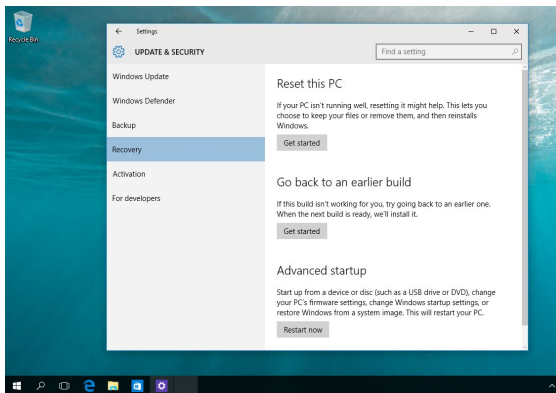 Recycle Bin
Settings
UPDATE & SECURITY
Find a setting
Windows Update
Windows Defender
Backup
Recovery
Activation
For developers
Reset this PC
If your PC isn't running well, resetting it might help. This lets you
choose to keep your files or remove them, and then reinstalls
Windows.
Get started
Go back to an earlier build
If this build isn't working for you, try going back to an earlier one.
When the next build is ready, we'll install it.
Get started
Advanced startup
Start up from a device or disc (such as a USB drive or DVD), change
your PC's firmware settings, change Windows startup settings, or
restore Windows from a system image. This will restart your PC.
Restart now